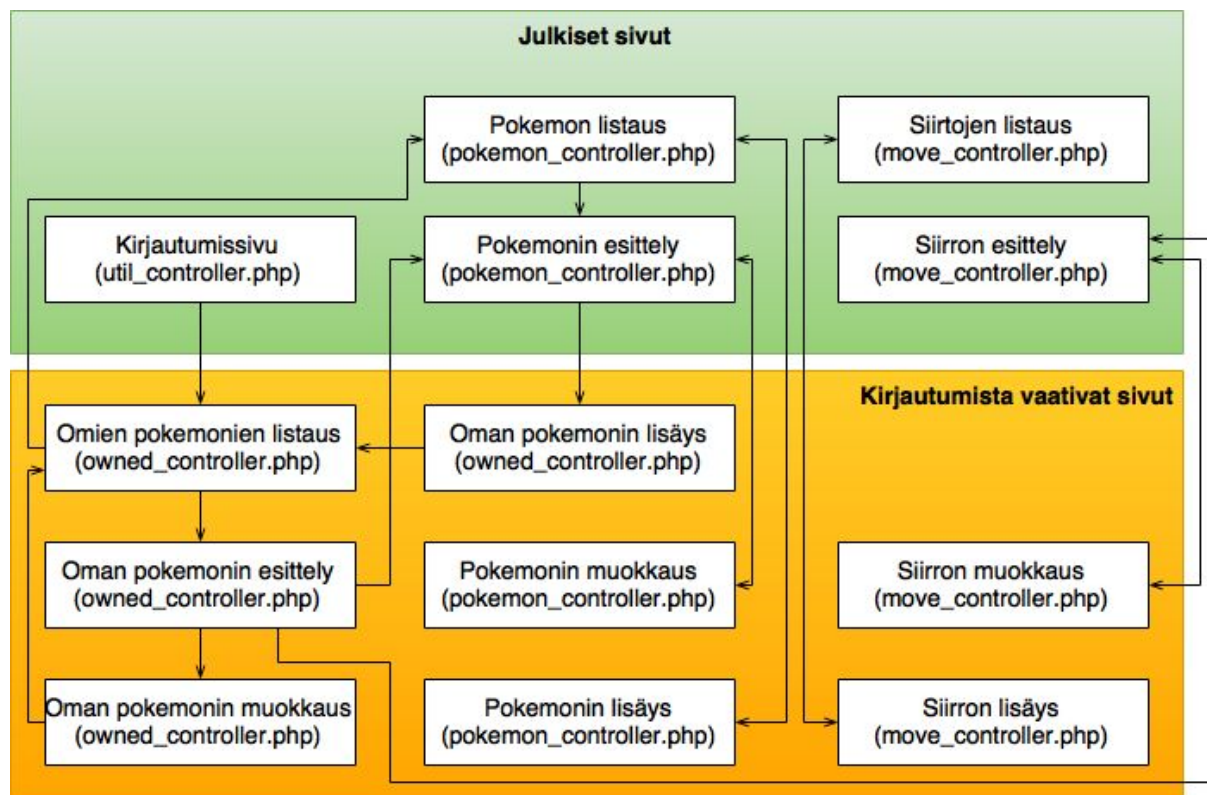 Julkiset sivut
Pokemon listaus
(pokemon_controller.php)
Siirtojen listaus
(move_controller.php)
Kirjautumissivu
(util_controller.php)
Pokemonin esittely
(pokemon_controller.php)
Siirron esittely
(move_controller.php)
Kirjautumista vaativat sivut
Omien pokemonien listaus
(owned_controller.php)
Oman pokemonin lisäys
(owned_controller.php)
Oman pokemonin esittely
(owned_controller.php)
Pokemonin muokkaus
(pokemon_controller.php)
Siirron muokkaus
(move_controller.php)
Oman pokemonin muokkaus
(owned_controller.php)
Pokemonin lisäys
(pokemon_controller.php)
Siirron lisäys
(move_controller.php)